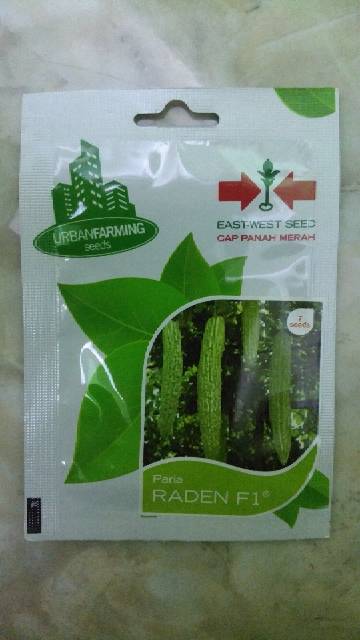 URBANFARMING
seeds
EAST-WEST SEED
CAP PANAH MERAH
7
seeds
Paria
RADEN F1®